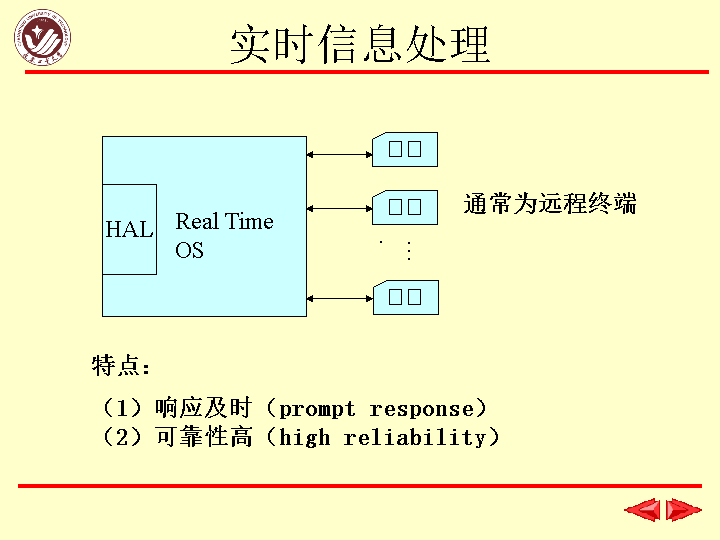 实时信息处理
HAL
Real Time
OS
通常为远程终端
特点:
(1)响应及时(prompt response)
(2)可靠性高(high reliability)